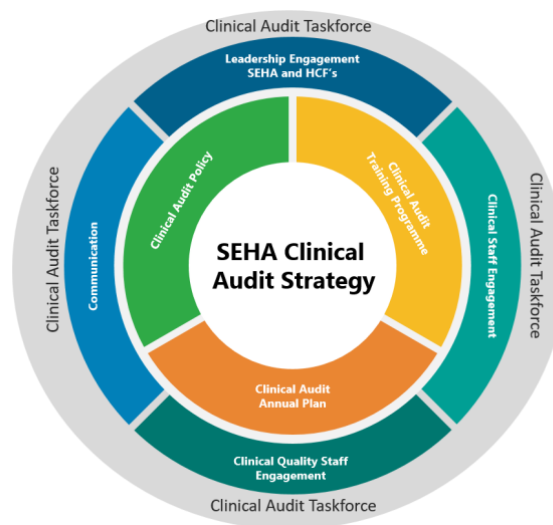 Clinical Audit Taskforce
Leadership Engagement
SEHA and HCF's
Clinical Audit Policy
Clinical Audit
Training Programme
Clinical Audit Taskforce
Communication
SEHA Clinical
Audit Strategy
Clinical Staff Engagement
Clinical Audit Taskforce
Clinical Audit
Annual Plan
Clinical Quality Staff
Engagement
Clinical Audit Taskforce